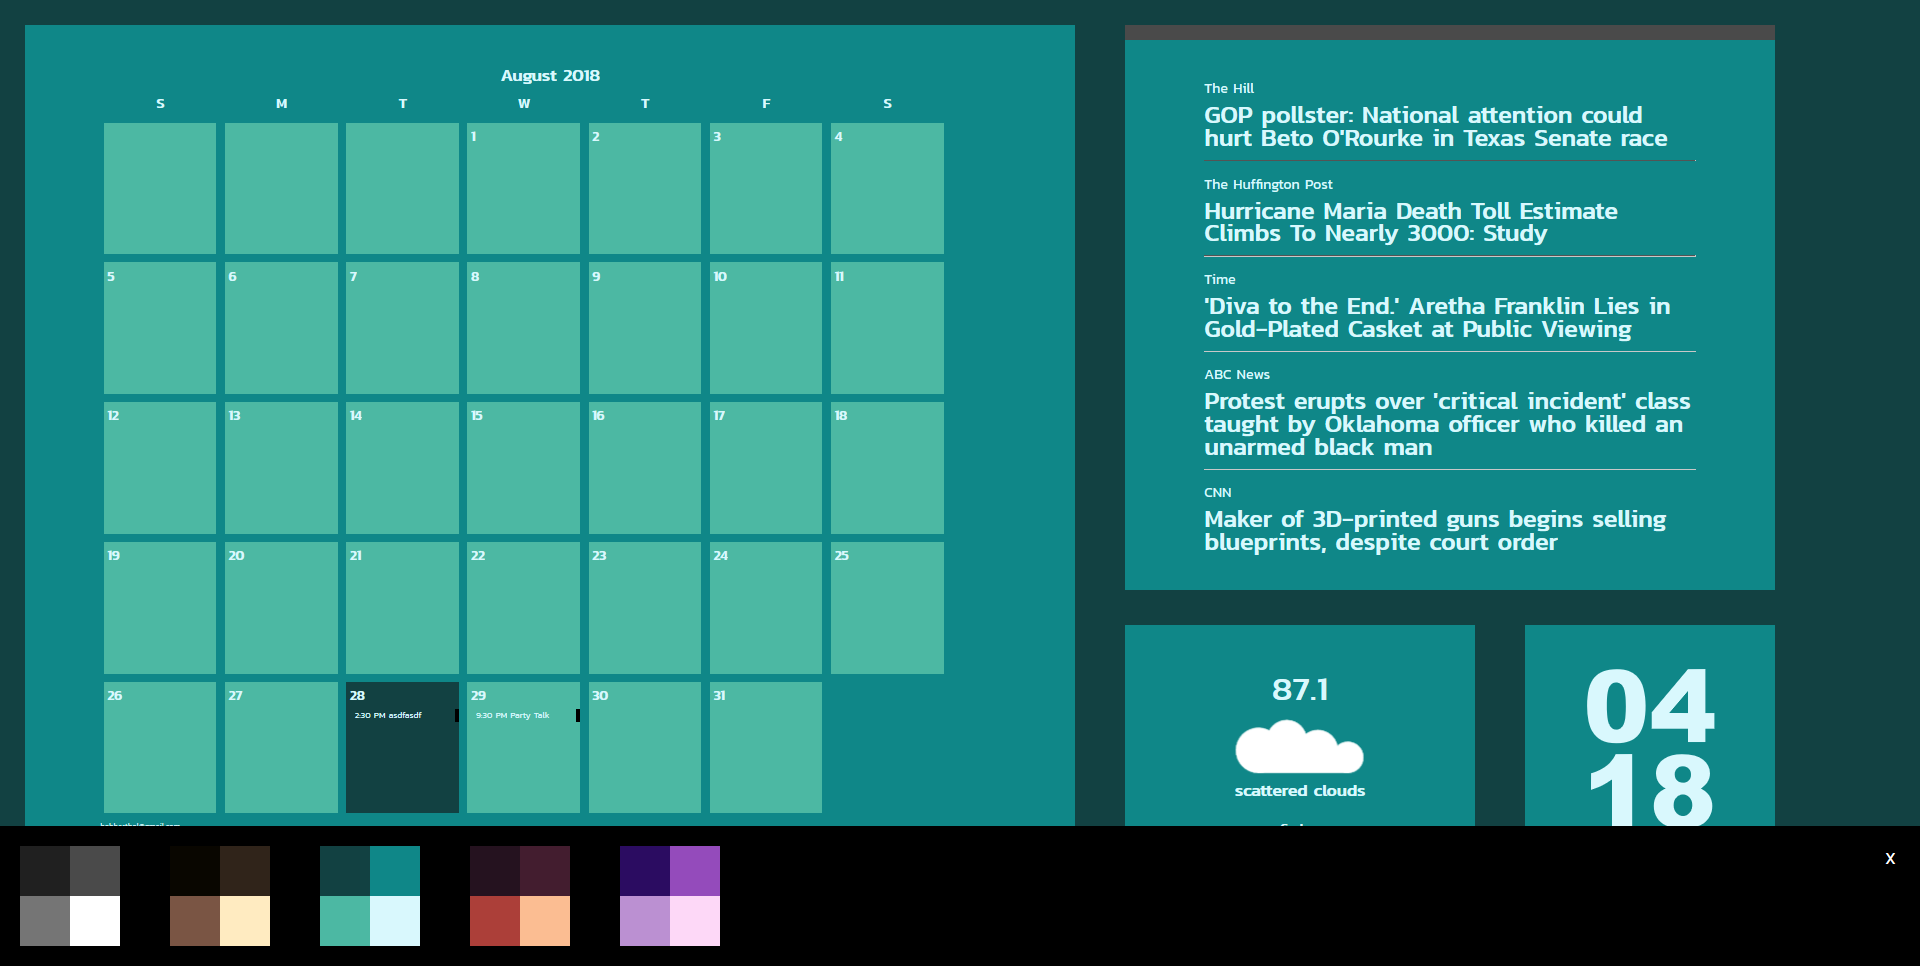 August 2018
S M T W T F S
1 2 3 4
5 6 7 8 9 10 11
12 13 14 15 16 17 18
19 20 21 22 23 24 25
26 27 28 29 30 31
2:30 PM asdfasdf
9:30 PM Party Talk
The Hill
GOP pollster: National attention could
hurt Beto O'Rourke in Texas Senate race
The Huffington Post
Hurricane Maria Death Toll Estimate
Climbs To Nearly 3000: Study
Time
'Diva to the End.' Aretha Franklin Lies in
Gold-Plated Casket at Public Viewing
ABC News
Protest erupts over 'critical incident' class
taught by Oklahoma officer who killed an
unarmed black man
CNN
Maker of 3D-printed guns begins selling
blueprints, despite court order
87.1
scattered clouds
04
18
X